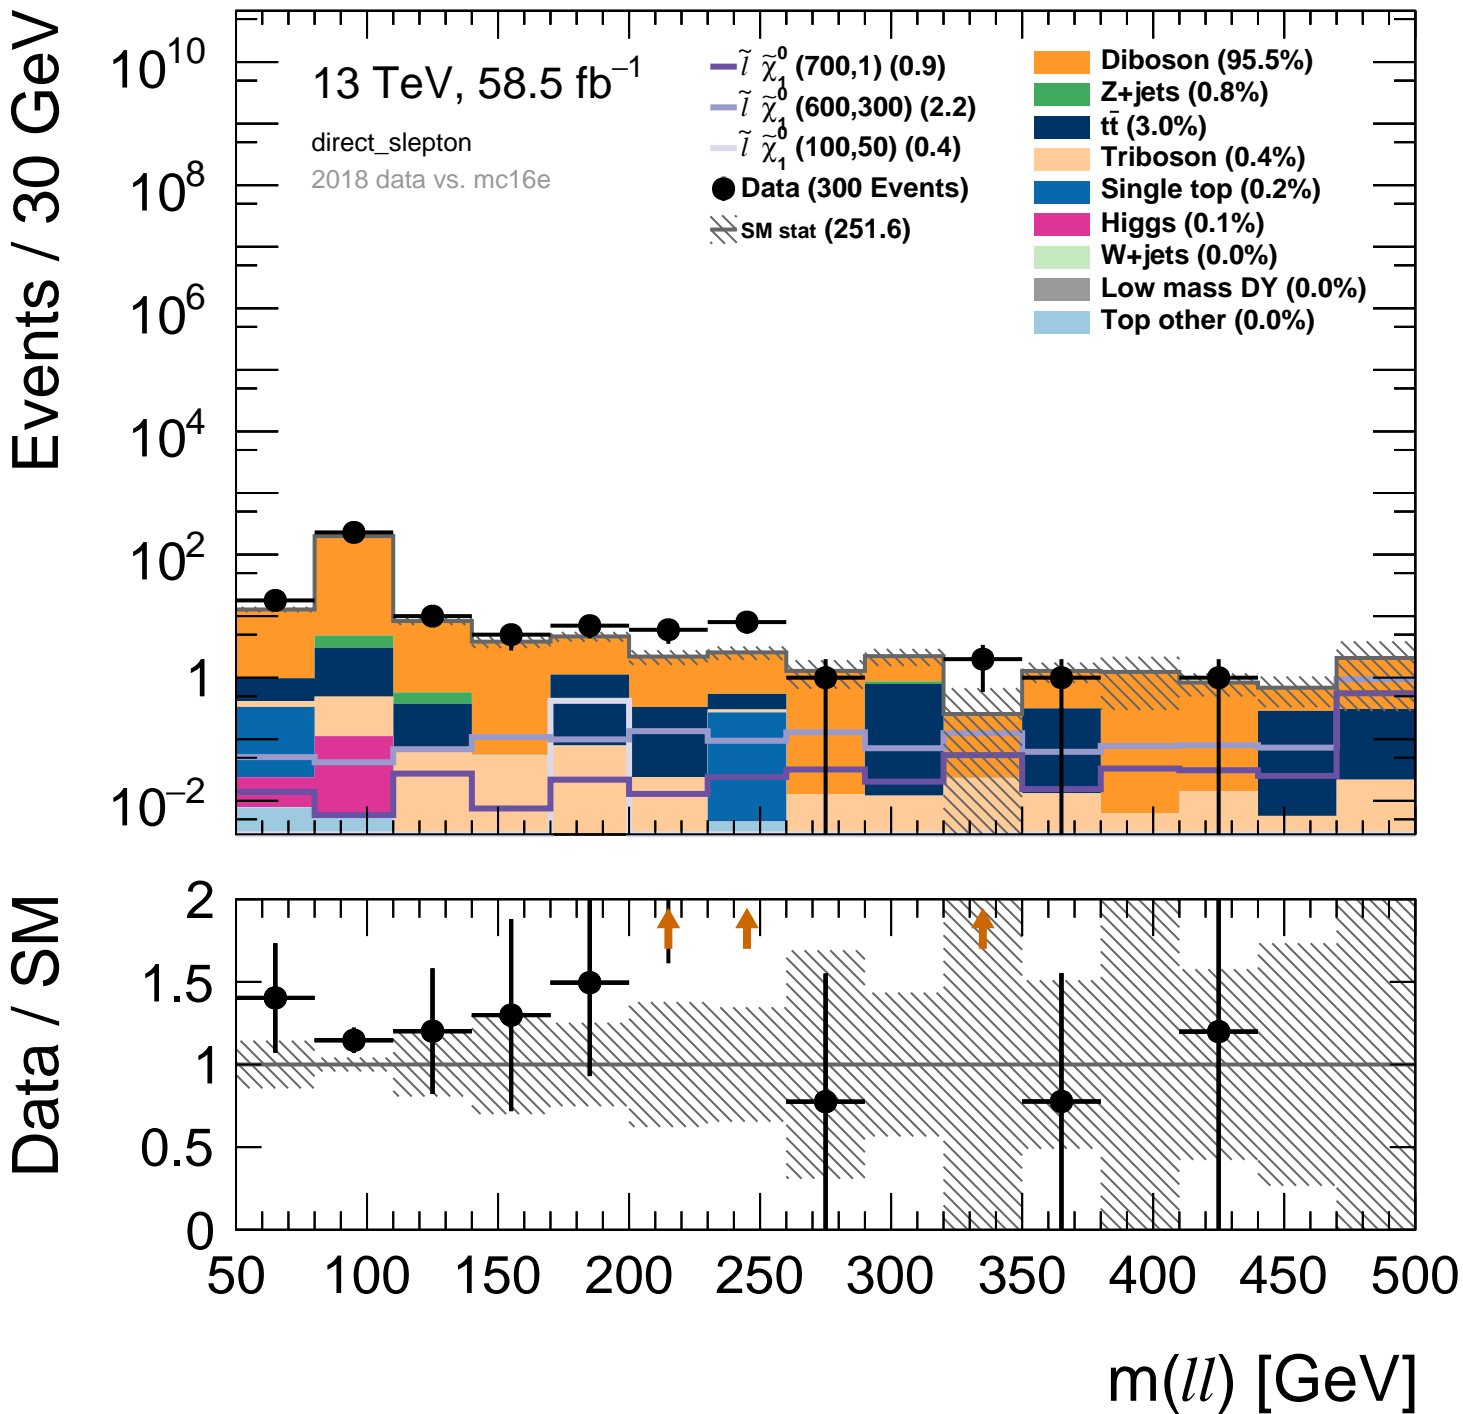 Events / 30 GeV
10¹⁰
10⁸
10⁶
10⁴
10²
1
10⁻²
13 TeV, 58.5 fb⁻¹
direct_slepton
2018 data vs. mc16e
l̃ χ̃₁⁰ (700,1) (0.9)
l̃ χ̃₁⁰ (600,300) (2.2)
l̃ χ̃₁⁰ (100,50) (0.4)
Data (300 Events)
SM stat (251.6)
Diboson (95.5%)
Z+jets (0.8%)
tt̄ (3.0%)
Triboson (0.4%)
Single top (0.2%)
Higgs (0.1%)
W+jets (0.0%)
Low mass DY (0.0%)
Top other (0.0%)
Data / SM
2
1.5
1
0.5
0
50 100 150 200 250 300 350 400 450 500
m(ll) [GeV]